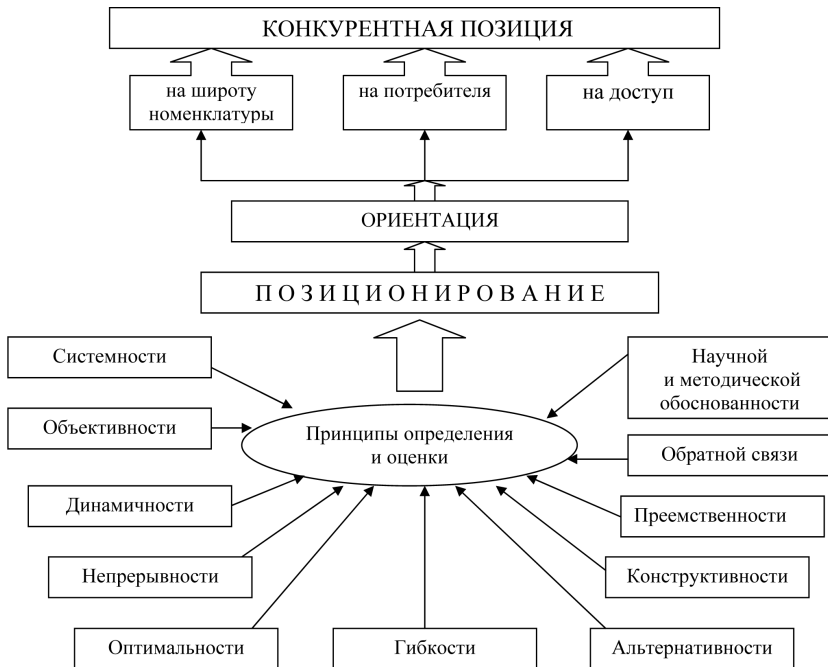 КОНКУРЕНТНАЯ ПОЗИЦИЯ
на широту
номенклатуры
на потребителя
на доступ
ОРИЕНТАЦИЯ
П О З И Ц И О Н И Р О В А Н И Е
Системности
Научной
и методической
обоснованности
Объективности
Принципы определения
и оценки
Обратной связи
Динамичности
Преемственности
Непрерывности
Конструктивности
Оптимальности
Гибкости
Альтернативности